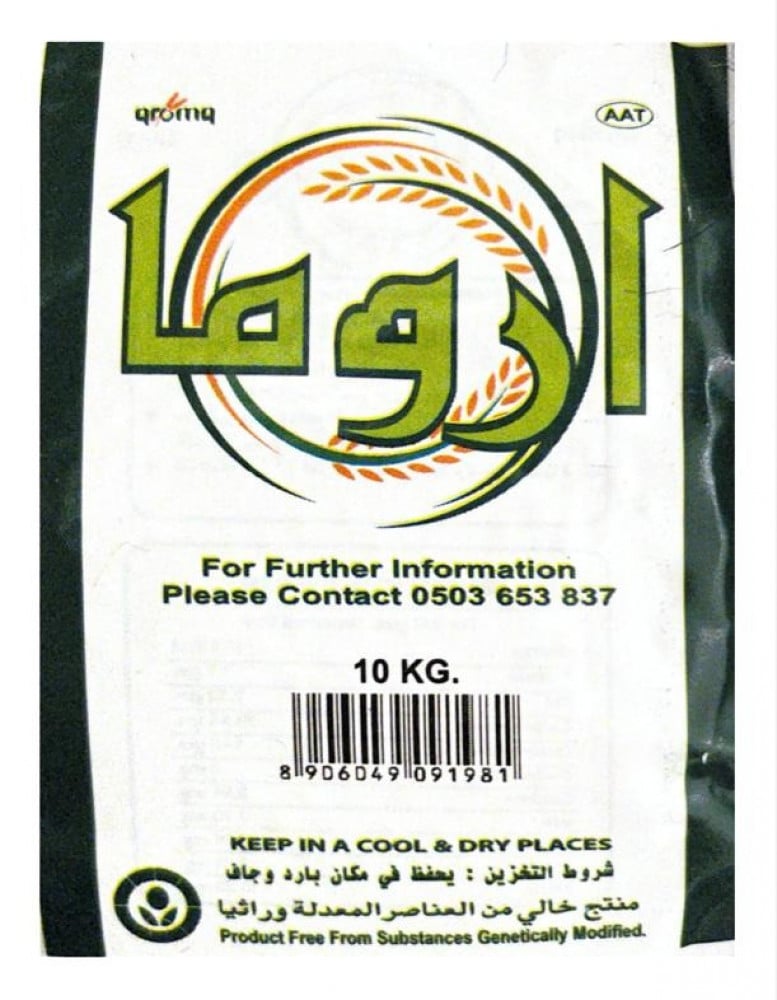 aroma
AAT
اروما
For Further Information
Please Contact 0503 653 837
10 KG.
8 906049 091981
KEEP IN A COOL & DRY PLACES
شروط التخزين : يحفظ في مكان بارد وجاف
منتج خالي من العناصر المعدلة وراثيا
Product Free From Substances Genetically Modified.